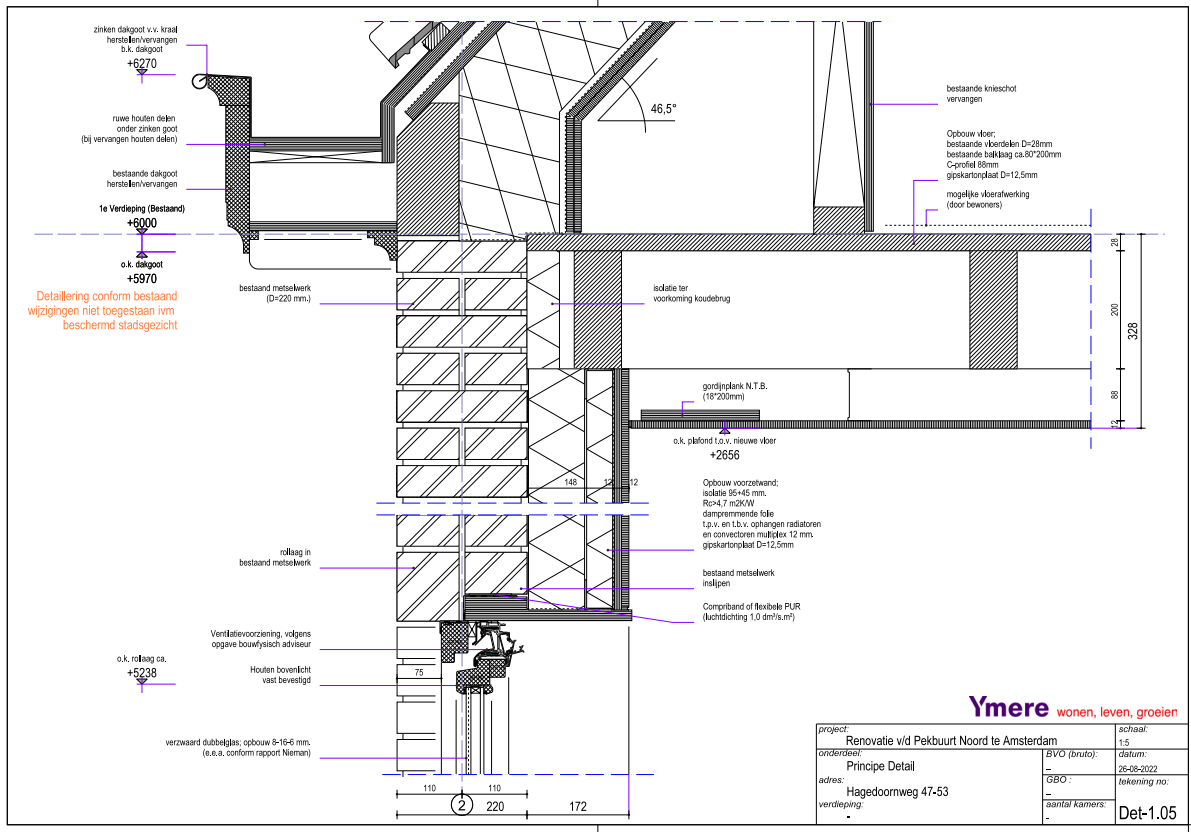 zinken dakgoot v.v. kraal
herstellen/vervangen
b.k. dakgoot
+6270
ruwe houten delen
onder zinken goot
(bij vervangen houten delen)
bestaande dakgoot
herstellen/vervangen
1e Verdieping (Bestaand)
+6000
o.k. dakgoot
+5970
Detaillering conform bestaand
wijzigingen niet toegestaan ivm
beschermd stadsgezicht
bestaand metselwerk
(D=220 mm.)
rollaag in
bestaand metselwerk
Ventilatievoorziening, volgens
opgave bouwfysisch adviseur
o.k. rollaag ca.
+5238
Houten bovenlicht
vast bevestigd
75
verzwaard dubbelglas; opbouw 8-16-6 mm.
(e.e.a. conform rapport Nieman)
110
110
2
220
172
46,5°
bestaande knieschot
vervangen
Opbouw vloer;
bestaande vloerdelen D=28mm
bestaande balklaag ca.80*200mm
C-profiel 88mm
gipskartonplaat D=12,5mm
mogelijke vloerafwerking
(door bewoners)
isolatie ter
voorkoming koudebrug
28
200
328
88
12
gordijnplank N.T.B.
(18*200mm)
o.k. plafond t.o.v. nieuwe vloer
+2656
148
12
12
Opbouw voorzetwand;
isolatie 95+45 mm.
Rc>4,7 m2K/W
dampremmende folie
t.p.v. en t.b.v. ophangen radiatoren
en convectoren multiplex 12 mm.
gipskartonplaat D=12,5mm
bestaand metselwerk
inslijpen
Compriband of flexibele PUR
(luchtdichting 1,0 dm³/s.m²)
Ymere wonen, leven, groeien
project:
Renovatie v/d Pekbuurt Noord te Amsterdam
schaal:
1:5
onderdeel:
Principe Detail
BVO (bruto):
-
datum:
26-08-2022
adres:
Hagedoornweg 47-53
GBO :
-
tekening no:
verdieping:
-
aantal kamers:
-
Det-1.05